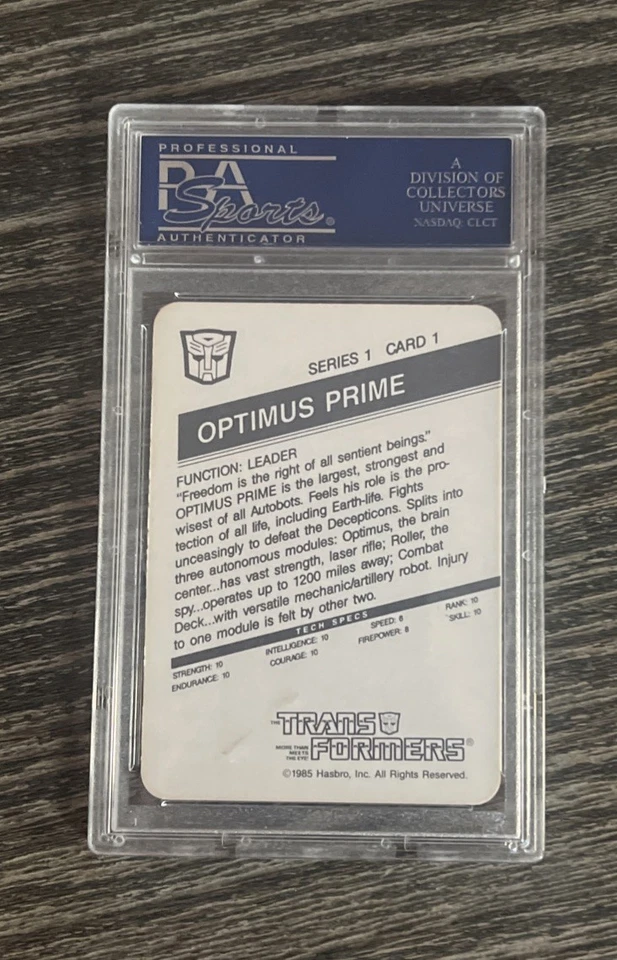 PROFESSIONAL
PSA
Sports®
AUTHENTICATOR
A
DIVISION OF
COLLECTORS
UNIVERSE
NASDAQ: CLCT
SERIES 1 CARD 1
OPTIMUS PRIME
FUNCTION: LEADER
"Freedom is the right of all sentient beings."
OPTIMUS PRIME is the largest, strongest and
wisest of all Autobots. Feels his role is the pro-
tection of all life, including Earth-life. Fights
unceasingly to defeat the Decepticons. Splits into
three autonomous modules: Optimus, the brain
center...has vast strength, laser rifle; Roller, the
spy...operates up to 1200 miles away; Combat
Deck...with versatile mechanic/artillery robot. Injury
to one module is felt by other two.
TECH SPECS
STRENGTH: 10 INTELLIGENCE: 10 SPEED: 8 RANK: 10
ENDURANCE: 10 COURAGE: 10 FIREPOWER: 8 SKILL: 10
THE TRANSFORMERS®
MORE THAN
MEETS
THE EYE!
©1985 Hasbro, Inc. All Rights Reserved.